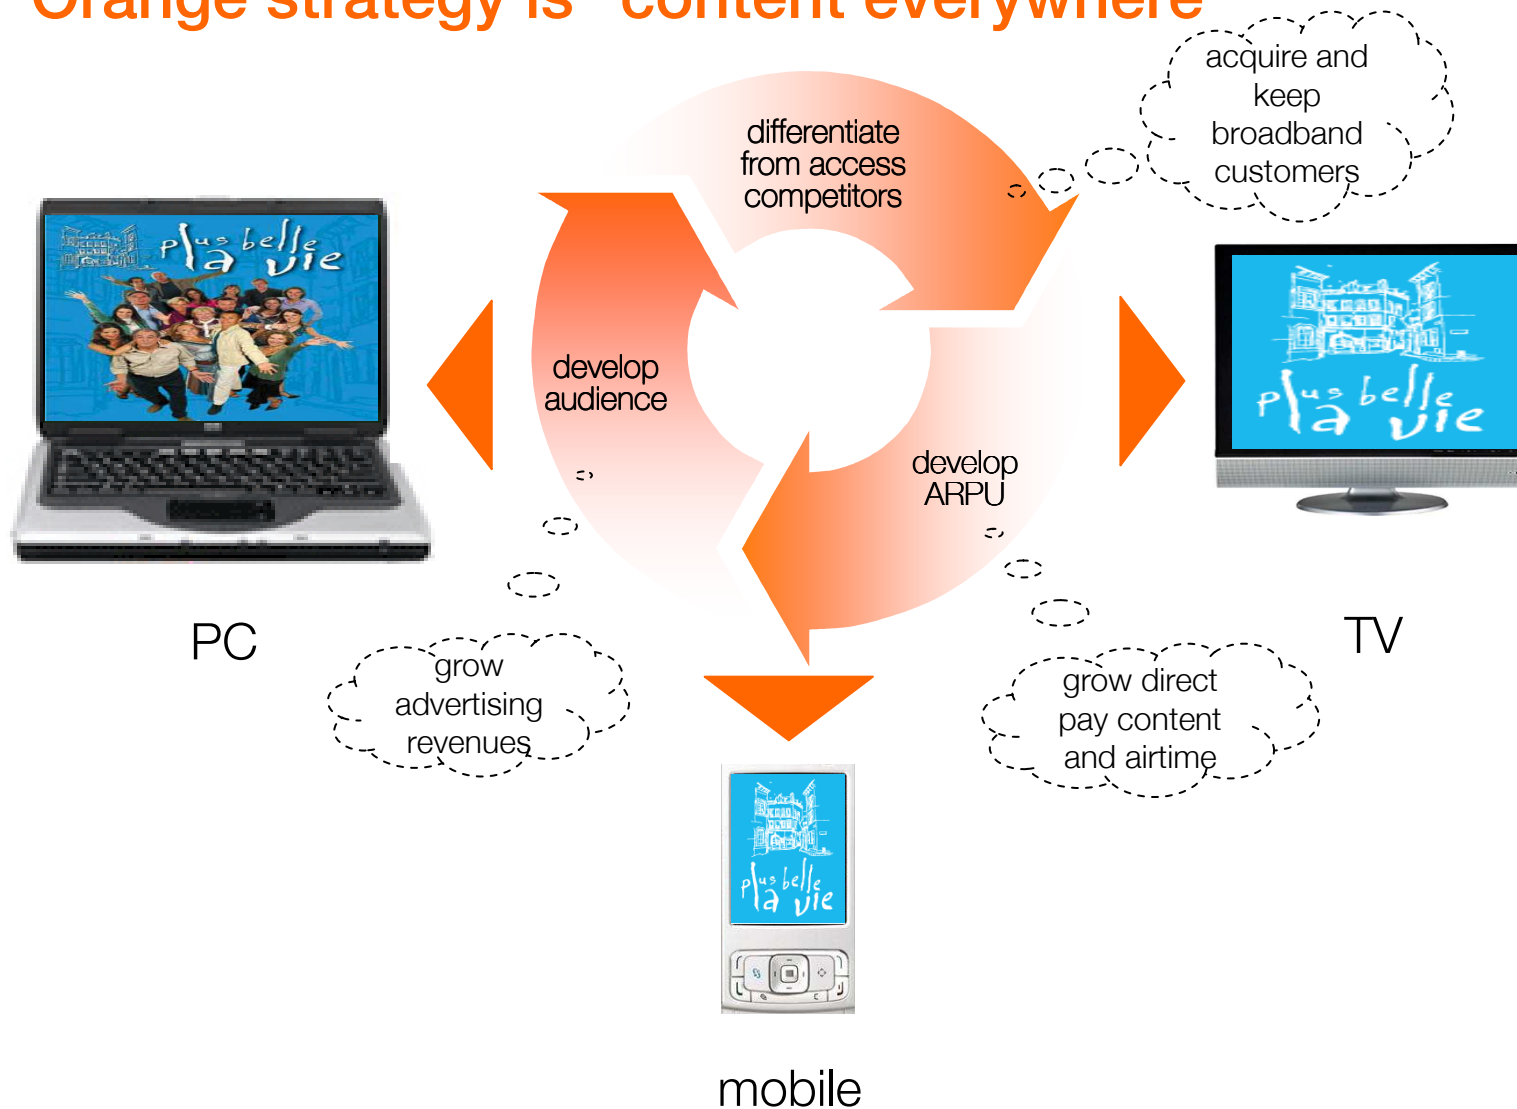 Orange strategy is "content everywhere"
acquire and
keep
broadband
customers
differentiate
from access
competitors
plus belle
la vie
develop
audience
plus belle
la vie
develop
ARPU
PC
TV
grow
advertising
revenues
grow direct
pay content
and airtime
plus belle
la vie
mobile